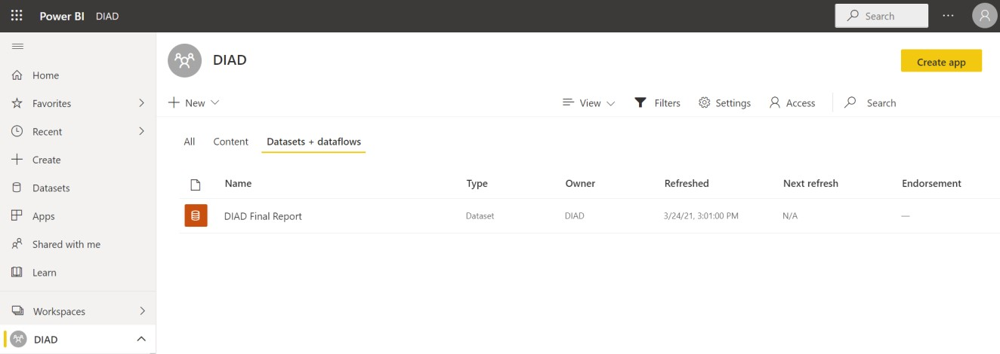 Power BI DIAD Search ...
Home
Favorites
Recent
Create
Datasets
Apps
Shared with me
Learn
Workspaces
DIAD
DIAD
Create app
New View Filters Settings Access Search
All Content Datasets + dataflows
Name Type Owner Refreshed Next refresh Endorsement
DIAD Final Report Dataset DIAD 3/24/21, 3:01:00 PM N/A —